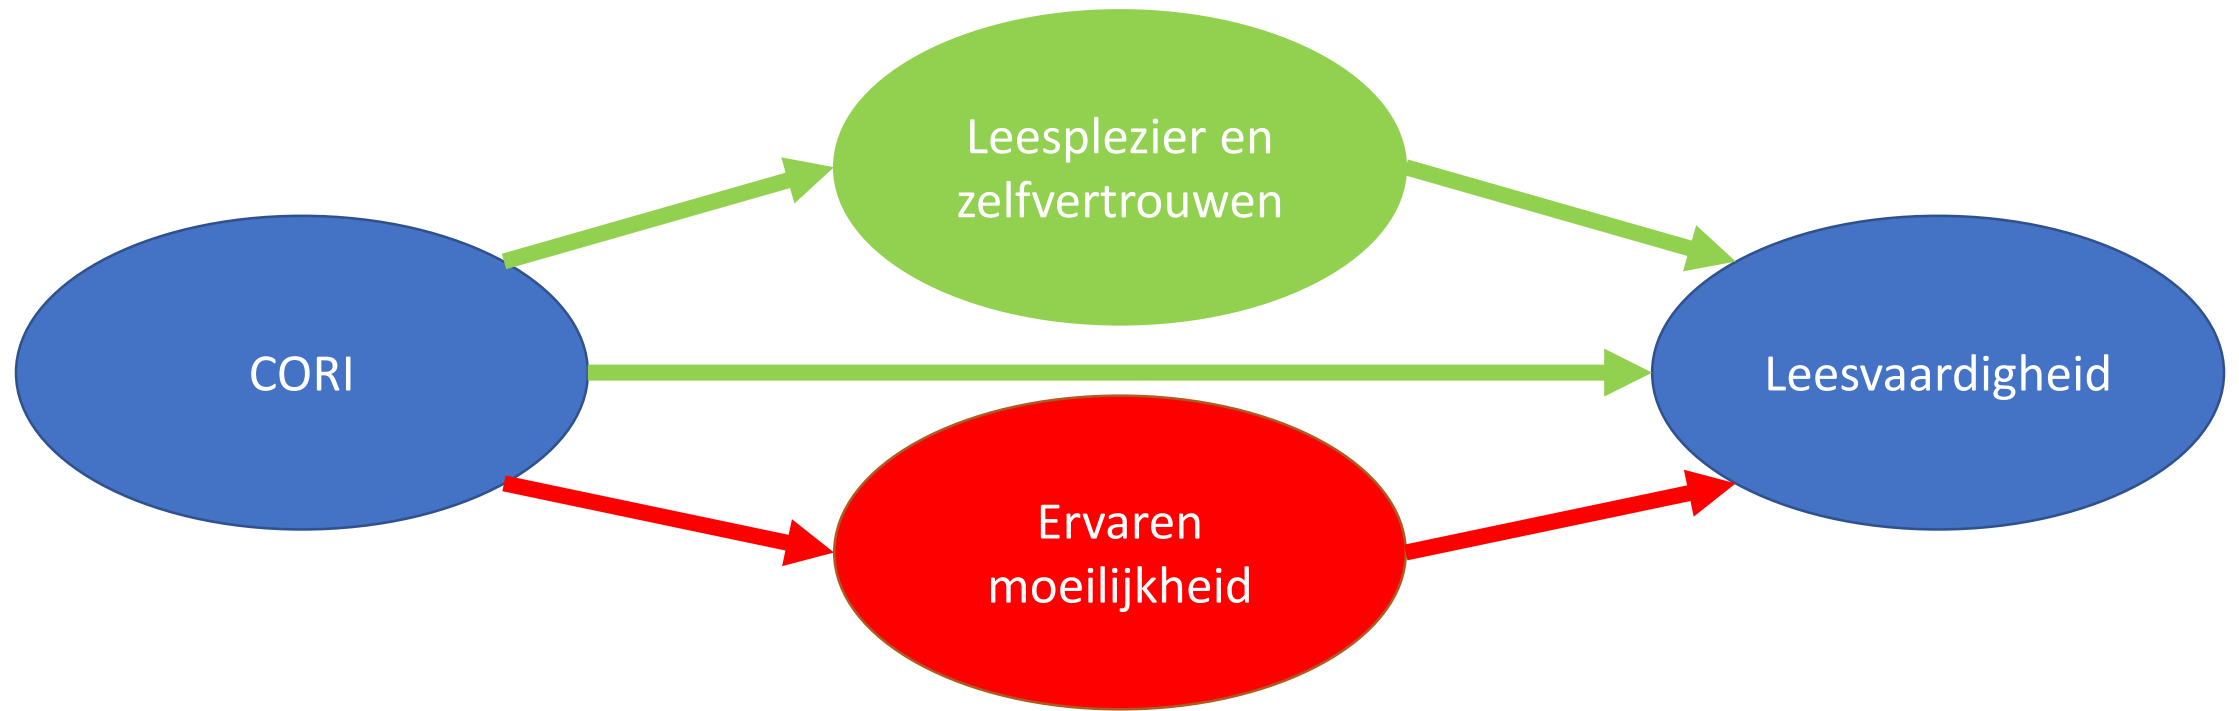 Leesplezier en
zelfvertrouwen
CORI
Leesvaardigheid
Ervaren
moeilijkheid